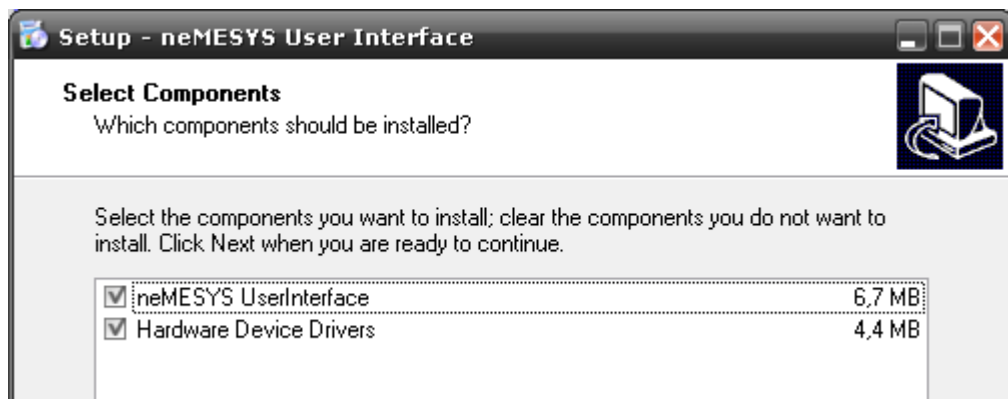 Setup - neMESYS User Interface
Select Components
Which components should be installed?
Select the components you want to install; clear the components you do not want to
install. Click Next when you are ready to continue.
neMESYS UserInterface 6,7 MB
Hardware Device Drivers 4,4 MB